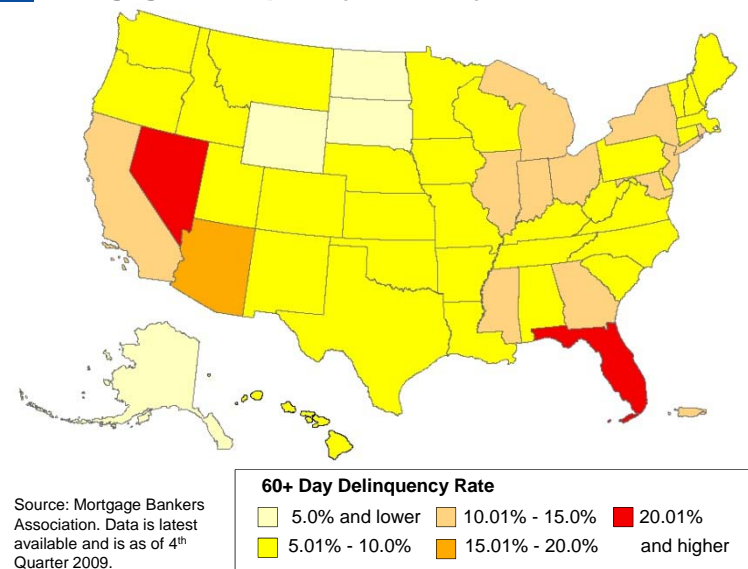 60+ Day Delinquency Rate
5.0% and lower
10.01% - 15.0%
20.01%
5.01% - 10.0%
15.01% - 20.0%
and higher
Source: Mortgage Bankers
Association. Data is latest
available and is as of 4th
Quarter 2009.